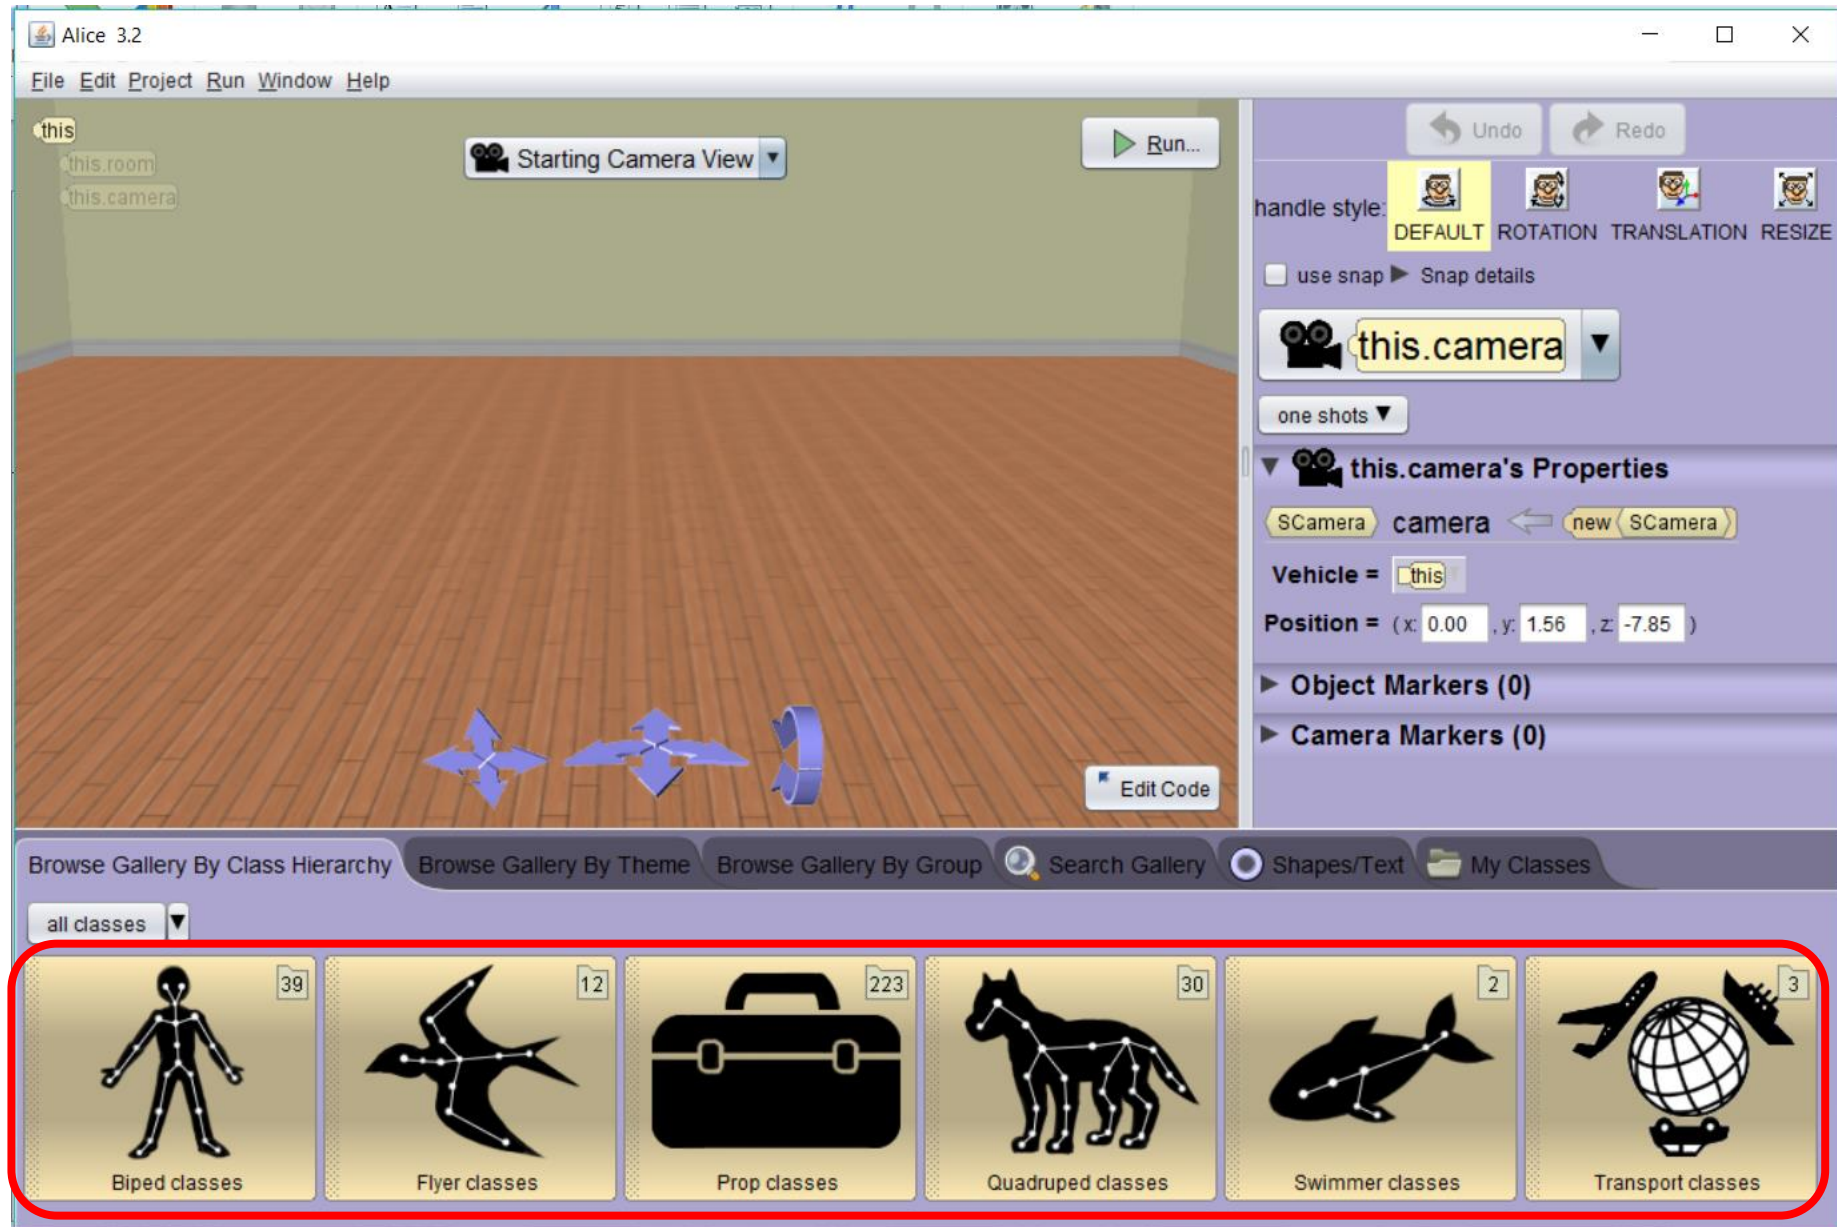 Alice 3.2
File Edit Project Run Window Help
this
this.room
this.camera
Starting Camera View
Run...
Undo Redo
handle style: DEFAULT ROTATION TRANSLATION RESIZE
use snap Snap details
this.camera
one shots
this.camera's Properties
SCamera camera new SCamera
Vehicle = this
Position = ( x: 0.00 , y: 1.56 , z: -7.85 )
Object Markers (0)
Camera Markers (0)
Edit Code
Browse Gallery By Class Hierarchy Browse Gallery By Theme Browse Gallery By Group Search Gallery Shapes/Text My Classes
all classes
39 12 223 30 2 3
Biped classes Flyer classes Prop classes Quadruped classes Swimmer classes Transport classes